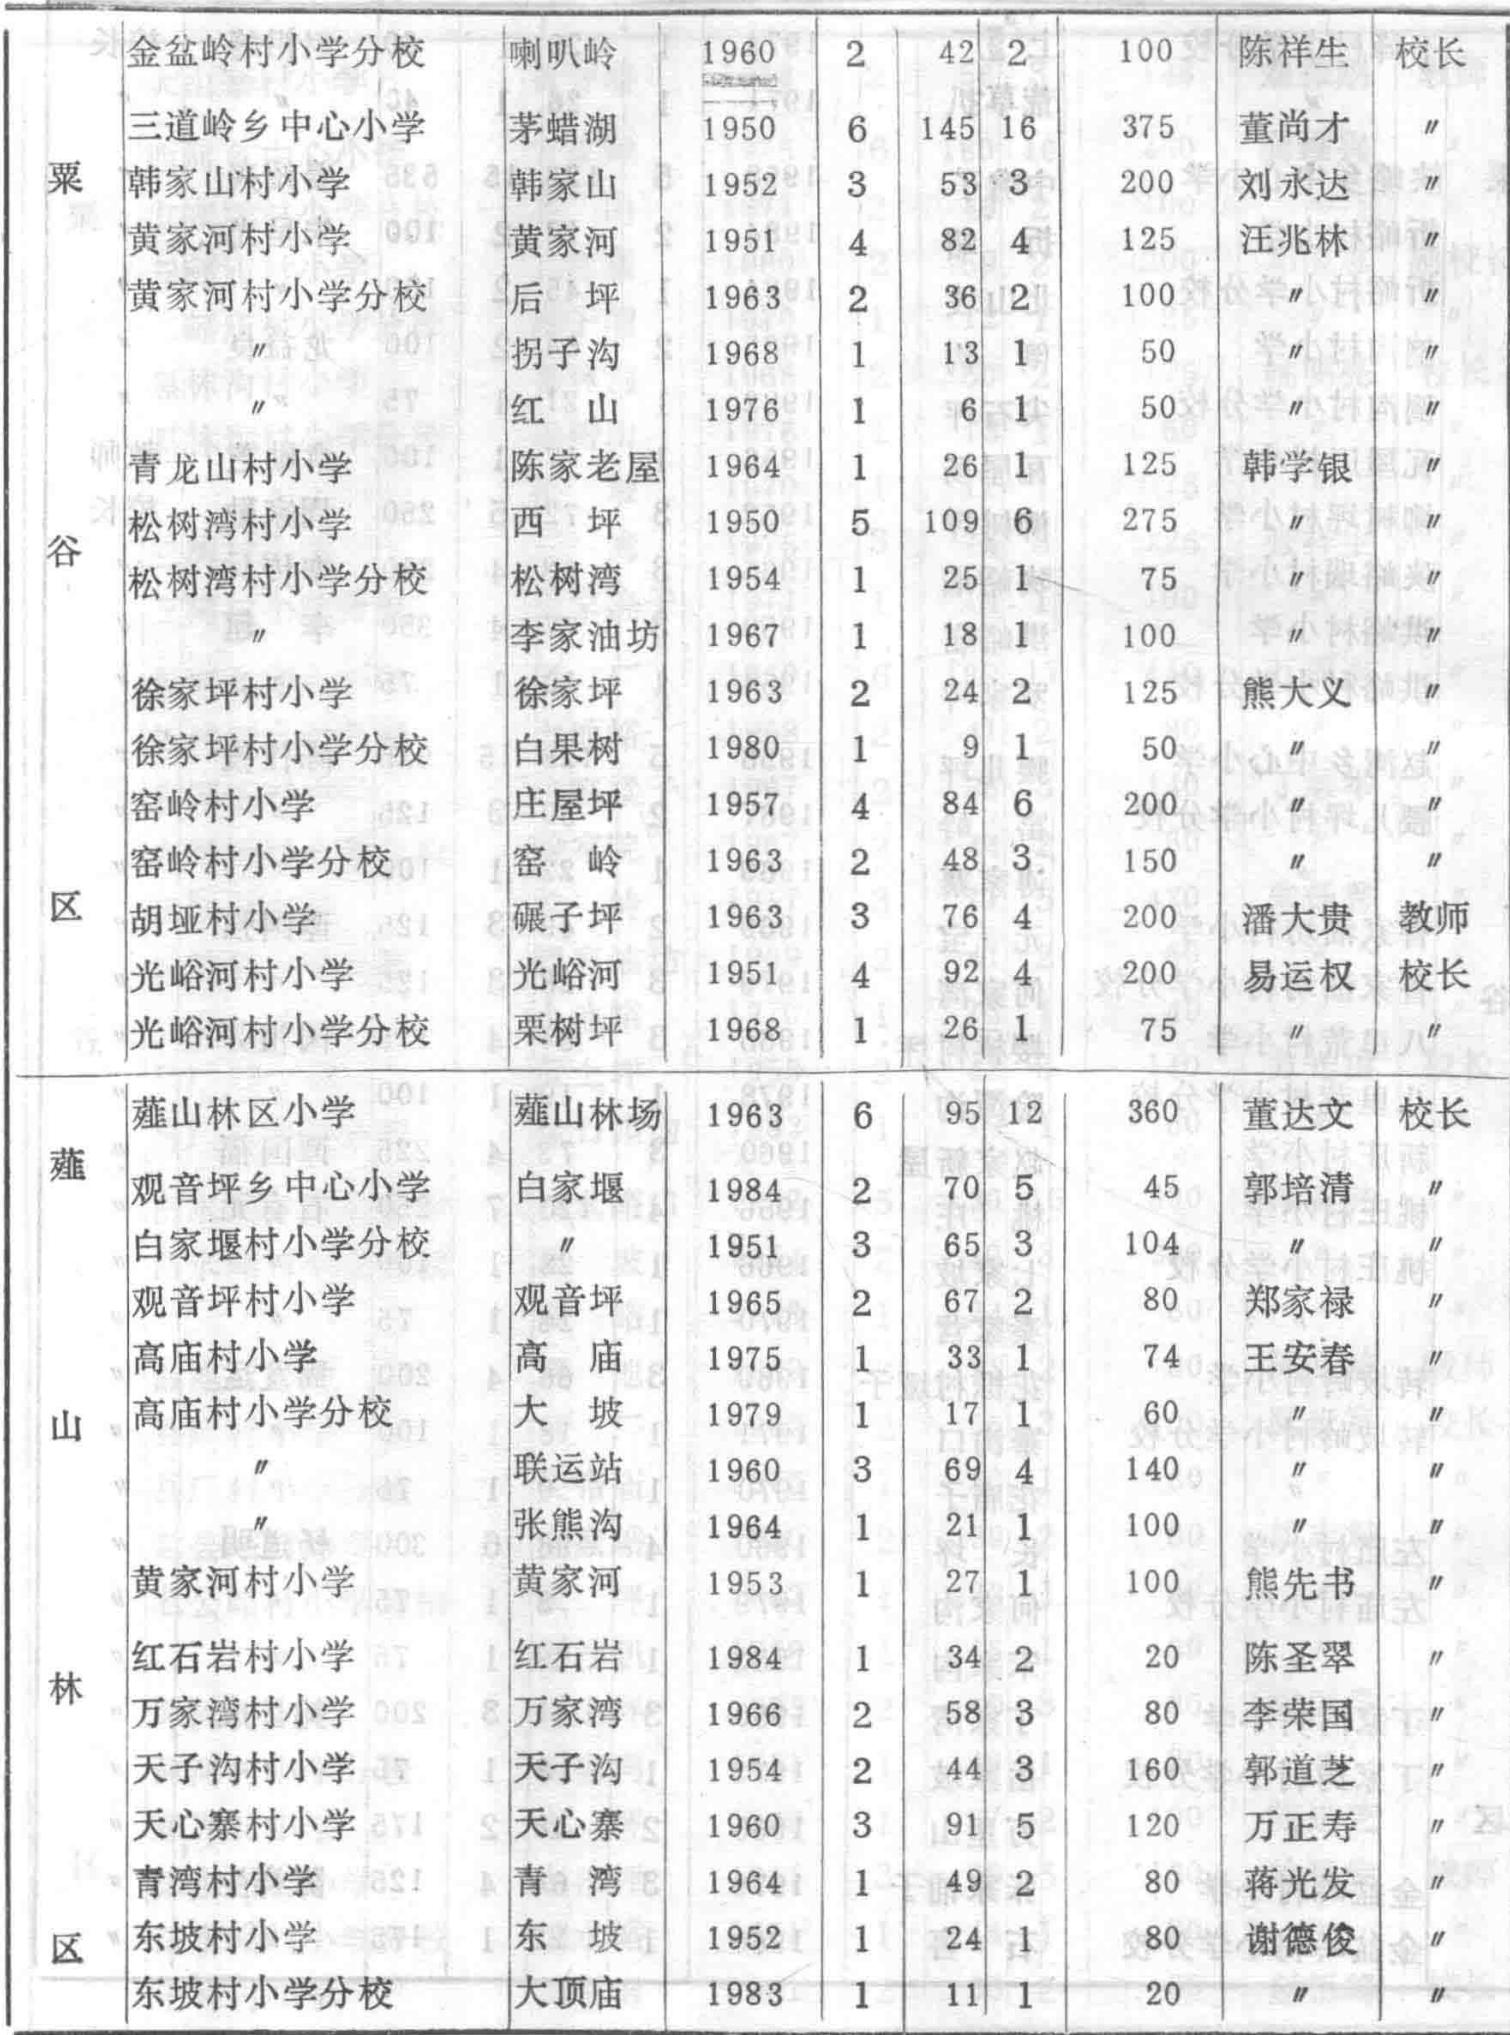 金盆岭村小学分校 喇叭岭 1960 2 42 2 100 陈祥生 校长
三道岭乡中心小学 茅蜡湖 1950 6 145 16 375 董尚才 〃
粟 韩家山村小学 韩家山 1952 3 53 3 200 刘永达 〃
黄家河村小学 黄家河 1951 4 82 4 125 汪兆林 〃
黄家河村小学分校 后坪 1963 2 36 2 100 〃 〃
〃 拐子沟 1968 1 13 1 50 〃 〃
〃 红山 1976 1 6 1 50 〃 〃
青龙山村小学 陈家老屋 1964 1 26 1 125 韩学银 〃
松树湾村小学 西坪 1950 5 109 6 275 〃 〃
谷 松树湾村小学分校 松树湾 1954 1 25 1 75 〃 〃
〃 李家油坊 1967 1 18 1 100 〃 〃
徐家坪村小学 徐家坪 1963 2 24 2 125 熊大义 〃
徐家坪村小学分校 白果树 1980 1 9 1 50 〃 〃
窑岭村小学 庄屋坪 1957 4 84 6 200 〃 〃
窑岭村小学分校 窑岭 1963 2 48 3 150 〃 〃
区 胡垭村小学 碾子坪 1963 3 76 4 200 潘大贵 教师
光峪河村小学 光峪河 1951 4 92 4 200 易运权 校长
光峪河村小学分校 栗树坪 1968 1 26 1 75 〃 〃
薤山林区小学 薤山林场 1963 6 95 12 360 董达文 校长
薤 观音坪乡中心小学 白家堰 1984 2 70 5 45 郭培清 〃
白家堰村小学分校 〃 1951 3 65 3 104 〃 〃
观音坪村小学 观音坪 1965 2 67 2 80 郑家禄 〃
高庙村小学 高庙 1975 1 33 1 74 王安春 〃
山 高庙村小学分校 大坡 1979 1 17 1 60 〃 〃
〃 联运站 1960 3 69 4 140 〃 〃
〃 张熊沟 1964 1 21 1 100 〃 〃
黄家河村小学 黄家河 1953 1 27 1 100 熊先书 〃
红石岩村小学 红石岩 1984 1 34 2 20 陈圣翠 〃
林 万家湾村小学 万家湾 1966 2 58 3 80 李荣国 〃
天子沟村小学 天子沟 1954 2 44 3 160 郭道芝 〃
天心寨村小学 天心寨 1960 3 91 5 120 万正寿 〃
青湾村小学 青湾 1964 1 49 2 80 蒋光发 〃
区 东坡村小学 东坡 1952 1 24 1 80 谢德俊 〃
东坡村小学分校 大顶庙 1983 1 11 1 20 〃 〃